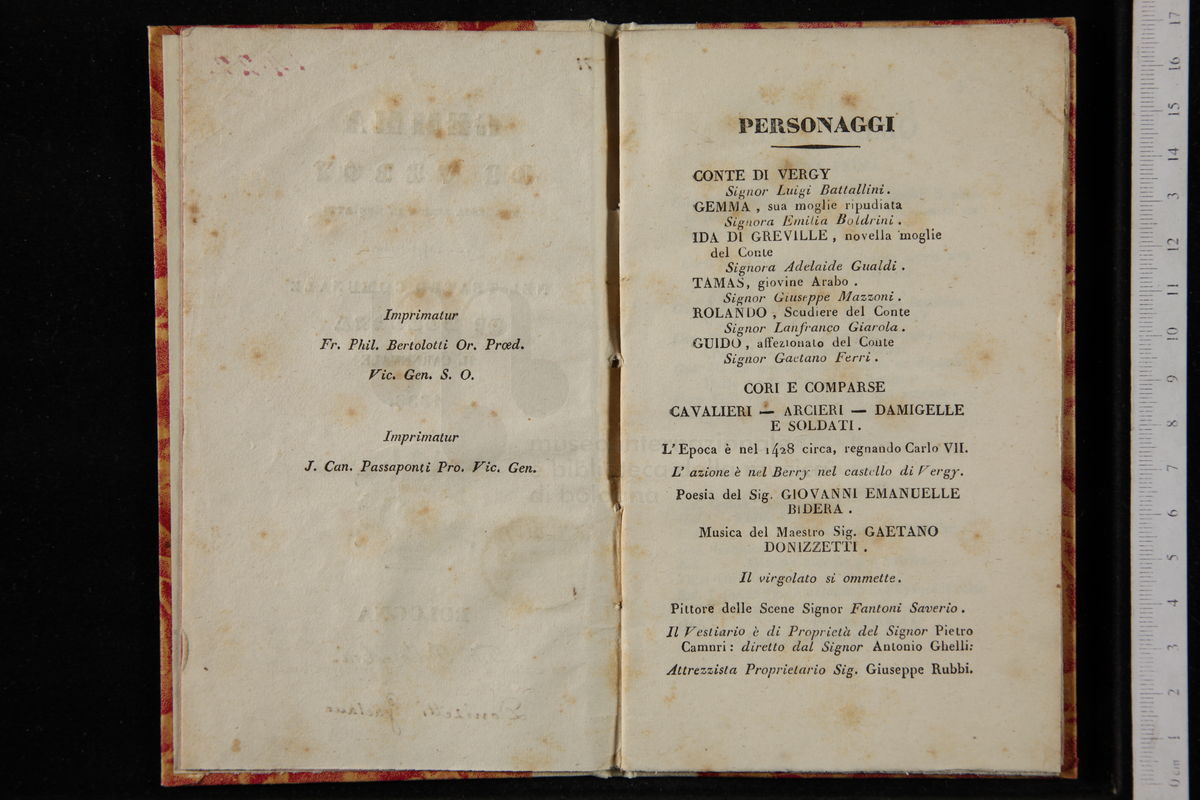 Imprimatur
Fr. Phil. Bertolotti Or. Prœd.
Vic. Gen. S. O.
Imprimatur
J. Can. Passaponti Pro. Vic. Gen.
PERSONAGGI
CONTE DI VERGY
Signor Luigi Battallini.
GEMMA, sua moglie ripudiata
Signora Emilia Boldrini.
IDA DI GREVILLE, novella moglie
del Conte
Signora Adelaide Gualdi.
TAMAS, giovine Arabo.
Signor Giuseppe Mazzoni.
ROLANDO, Scudiere del Conte
Signor Lanfranco Giarola.
GUIDO, affezionato del Conte
Signor Gaetano Ferri.
CORI E COMPARSE
CAVALIERI — ARCIERI — DAMIGELLE
E SOLDATI.
L'Epoca è nel 1428 circa, regnando Carlo VII.
L'azione è nel Berry nel castello di Vergy.
Poesia del Sig. GIOVANNI EMANUELLE
BIDERA.
Musica del Maestro Sig. GAETANO
DONIZZETTI.
Il virgolato si ommette.
Pittore delle Scene Signor Fantoni Saverio.
Il Vestiario è di Proprietà del Signor Pietro
Camuri: diretto dal Signor Antonio Ghelli:
Attrezzista Proprietario Sig. Giuseppe Rubbi.